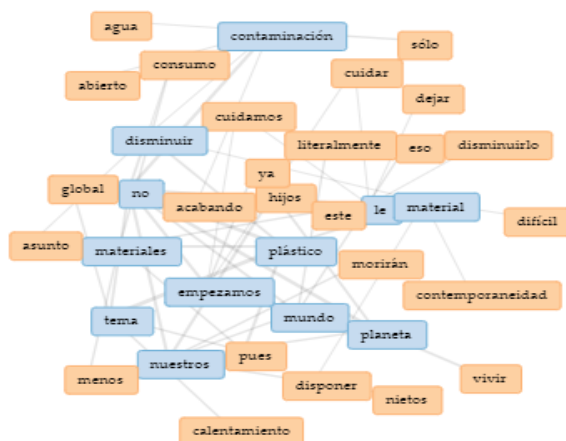 agua
contaminación
sólo
consumo
cuidar
abierto
dejar
cuidamos
disminuir
literalmente
eso
disminuirlo
ya
global
no
hijos
acabando
este
le
material
difícil
asunto
materiales
plástico
morirán
empezamos
contemporaneidad
tema
mundo
planeta
pues
nuestros
menos
disponer
vivir
nietos
calentamiento